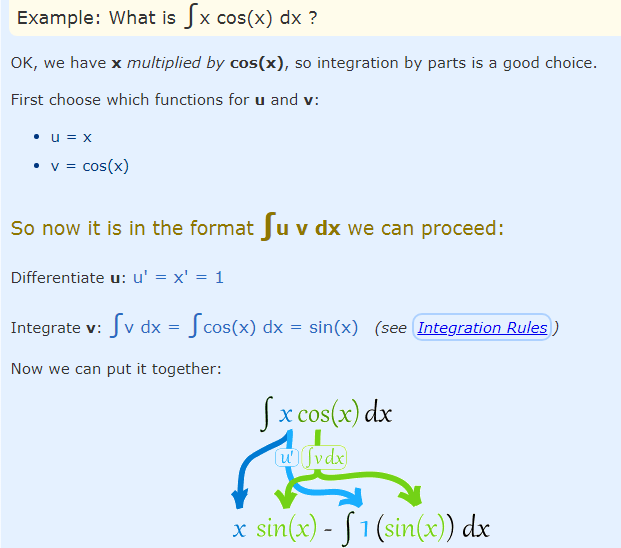 Example: What is ∫x cos(x) dx ?
OK, we have x multiplied by cos(x), so integration by parts is a good choice.
First choose which functions for u and v:
• u = x
• v = cos(x)
So now it is in the format ∫u v dx we can proceed:
Differentiate u: u' = x' = 1
Integrate v: ∫v dx = ∫cos(x) dx = sin(x) (see Integration Rules)
Now we can put it together:
∫ x cos(x) dx
u' ∫v dx
x sin(x) - ∫ 1 (sin(x)) dx